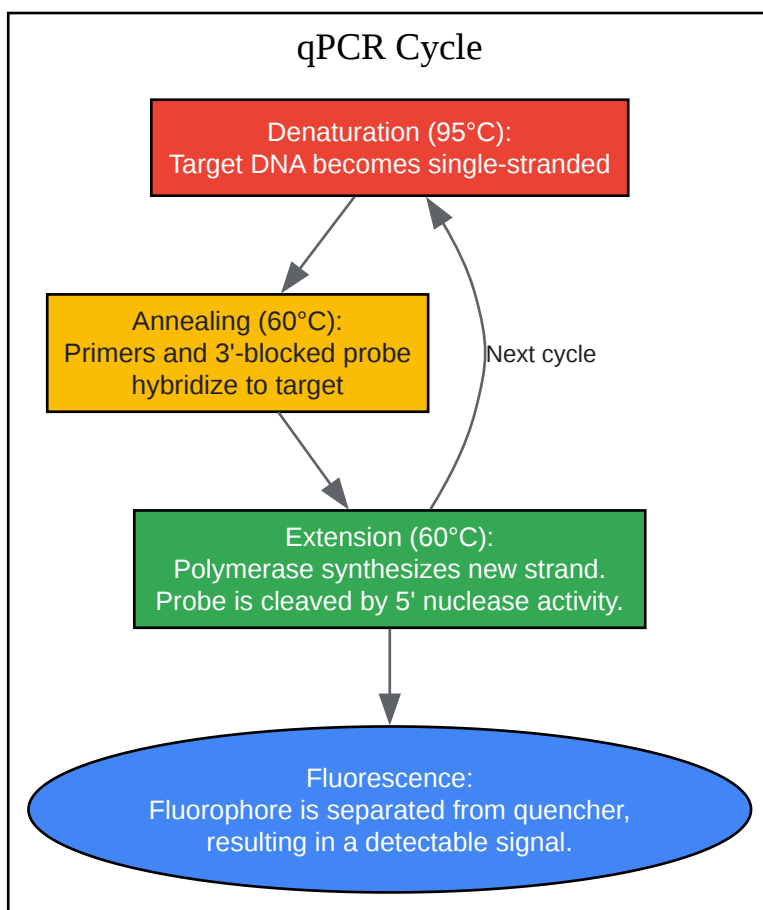 qPCR Cycle
Denaturation (95°C):
Target DNA becomes single-stranded
Annealing (60°C):
Primers and 3'-blocked probe
hybridize to target
Next cycle
Extension (60°C):
Polymerase synthesizes new strand.
Probe is cleaved by 5' nuclease activity.
Fluorescence:
Fluorophore is separated from quencher,
resulting in a detectable signal.